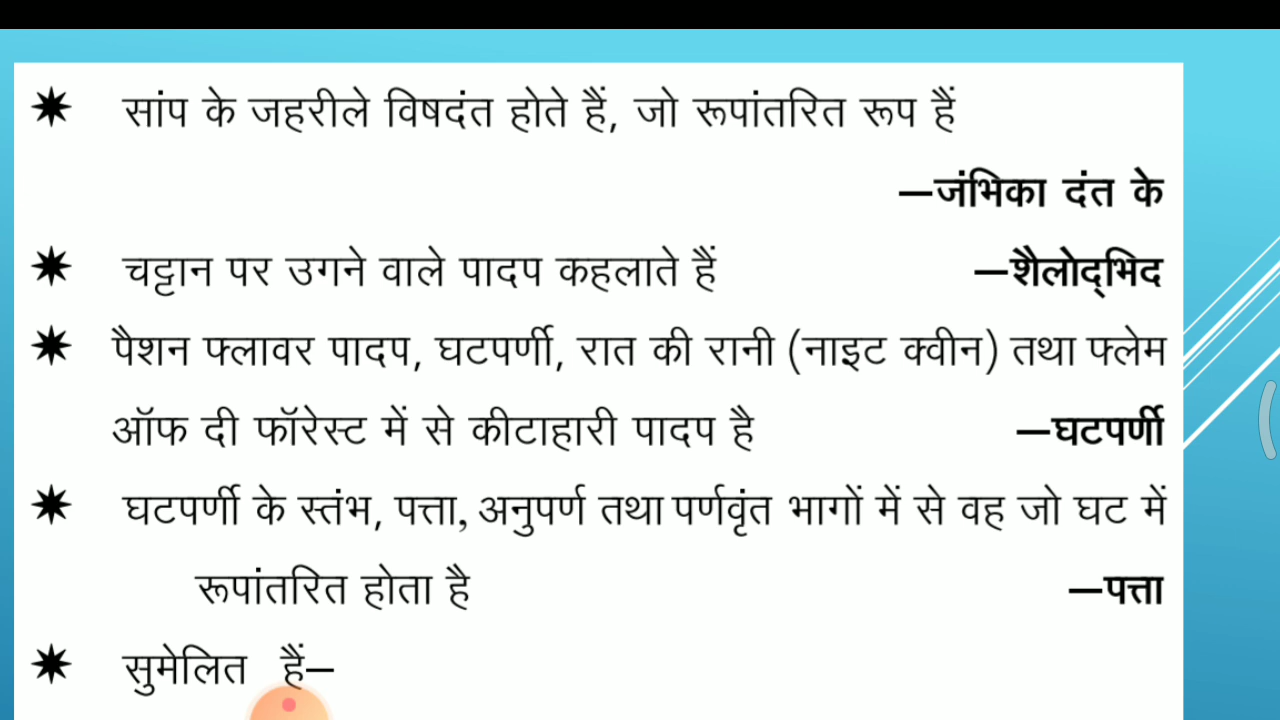 ✷ सांप के जहरीले विषदंत होते हैं, जो रूपांतरित रूप हैं
—जंभिका दंत के
✷ चट्टान पर उगने वाले पादप कहलाते हैं —शैलोद्‌भिद
✷ पैशन फ्लावर पादप, घटपर्णी, रात की रानी (नाइट क्वीन) तथा फ्लेम
ऑफ दी फॉरेस्ट में से कीटाहारी पादप है —घटपर्णी
✷ घटपर्णी के स्तंभ, पत्ता, अनुपर्ण तथा पर्णवृंत भागों में से वह जो घट में
रूपांतरित होता है —पत्ता
✷ सुमेलित हैं–